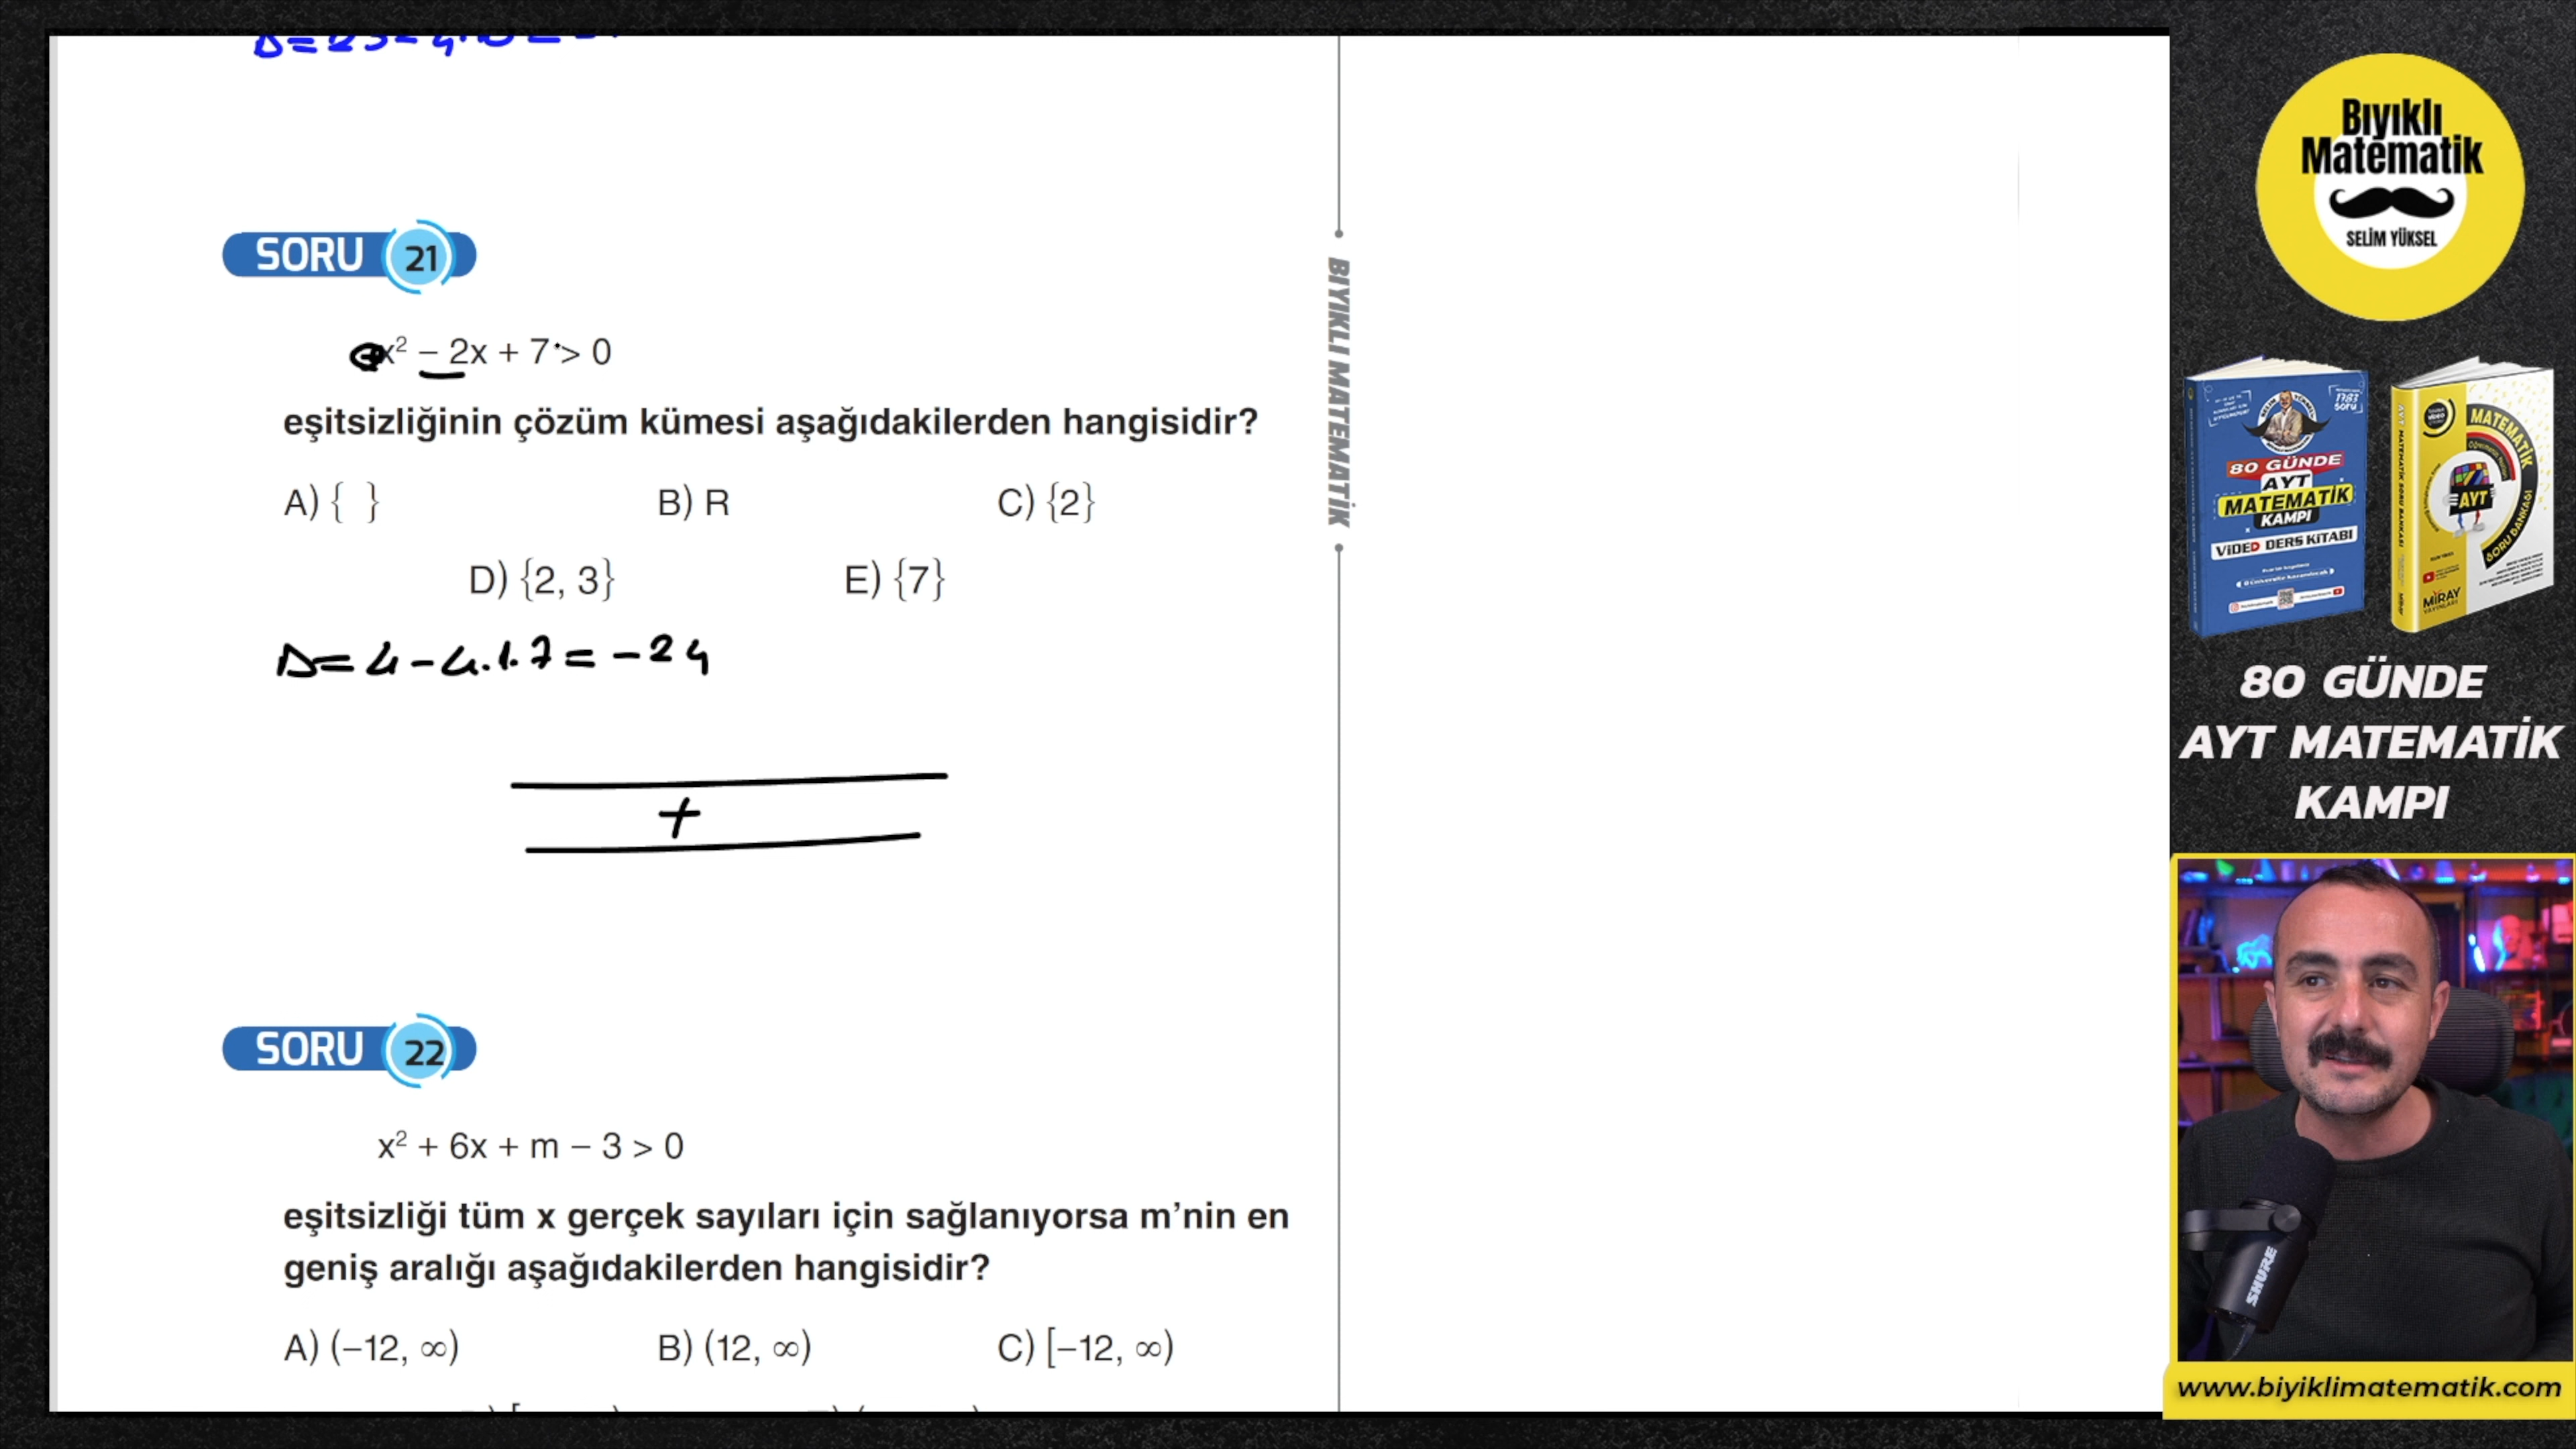 SORU 21
x² – 2x + 7 > 0
eşitsizliğinin çözüm kümesi aşağıdakilerden hangisidir?
A) { } B) R C) {2}
D) {2, 3} E) {7}
Δ = 4 - 4.1.7 = -24
+
SORU 22
x² + 6x + m – 3 > 0
eşitsizliği tüm x gerçek sayıları için sağlanıyorsa m’nin en
geniş aralığı aşağıdakilerden hangisidir?
A) (–12, ∞) B) (12, ∞) C) [–12, ∞)
BIYIKLI MATEMATİK
Bıyıklı
Matematik
SELİM YÜKSEL
80 GÜNDE
AYT
MATEMATİK
KAMPI
VİDEO DERS KİTABI
MATEMATİK
AYT
SORU BANKASI
MİRAY
80 GÜNDE
AYT MATEMATİK
KAMPI
SHURE
www.biyiklimatematik.com